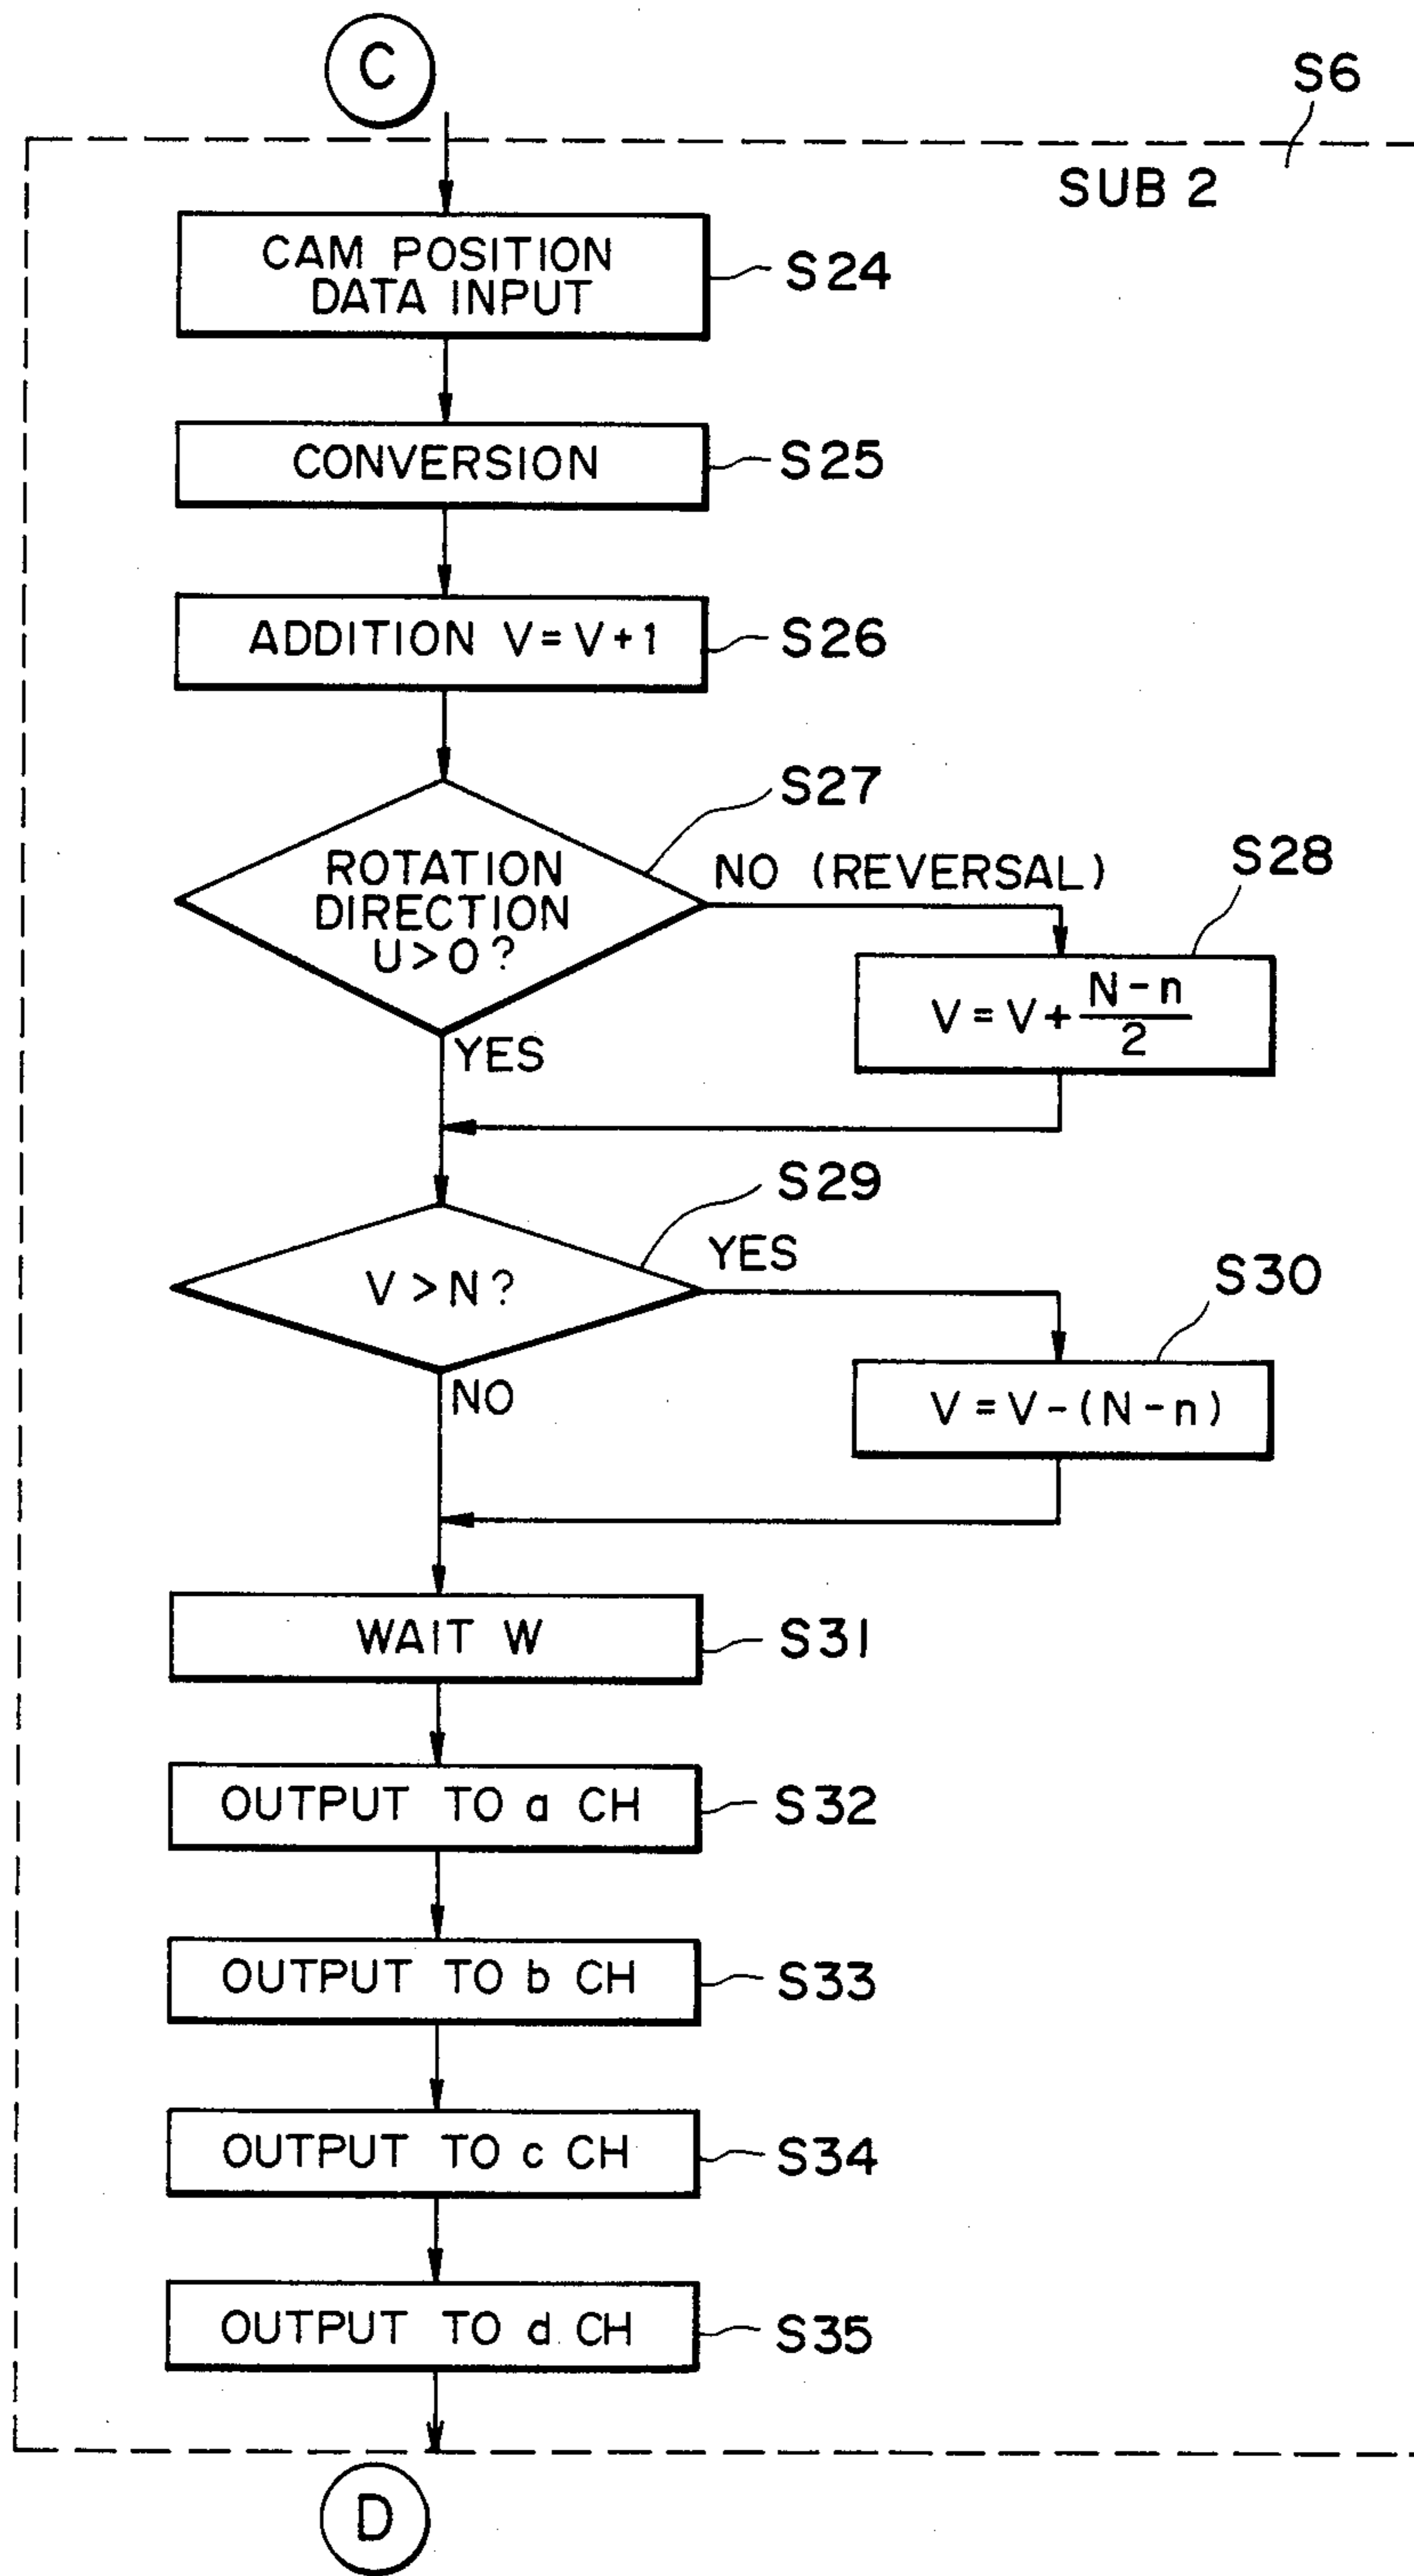 C
S6
SUB 2
CAM POSITION
DATA INPUT
S24
CONVERSION
S25
ADDITION V=V+1
S26
S27
ROTATION
DIRECTION
U>0?
NO (REVERSAL)
S28
V=V+\frac{N-n}{2}
YES
S29
V>N?
YES
S30
V=V-(N-n)
NO
WAIT W
S31
OUTPUT TO a CH
S32
OUTPUT TO b CH
S33
OUTPUT TO c CH
S34
OUTPUT TO d CH
S35
D